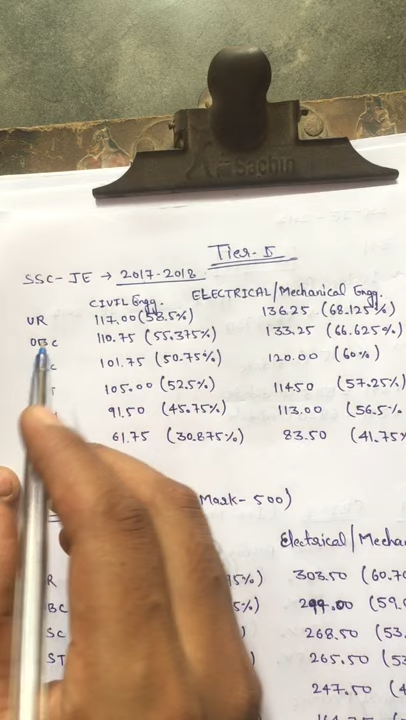 Sachin
Tier-I
SSC-JE → 2017-2018
CIVIL Engg. ELECTRICAL/Mechanical Engg.
UR 117.00 (58.5%) 136.25 (68.125%)
OBC 110.75 (55.375%) 133.25 (66.625%)
101.75 (50.75%) 120.00 (60%)
105.00 (52.5%) 114.50 (57.25%)
91.50 (45.75%) 113.00 (56.5%
61.75 (30.875%) 83.50 (41.75%
Mark-500)
Electrical/Mecha
R 5%) 303.50 (60.70
BC 5%) 299.00 (59.
SC 268.50 (53.
ST 265.50 (53
247.50 (4